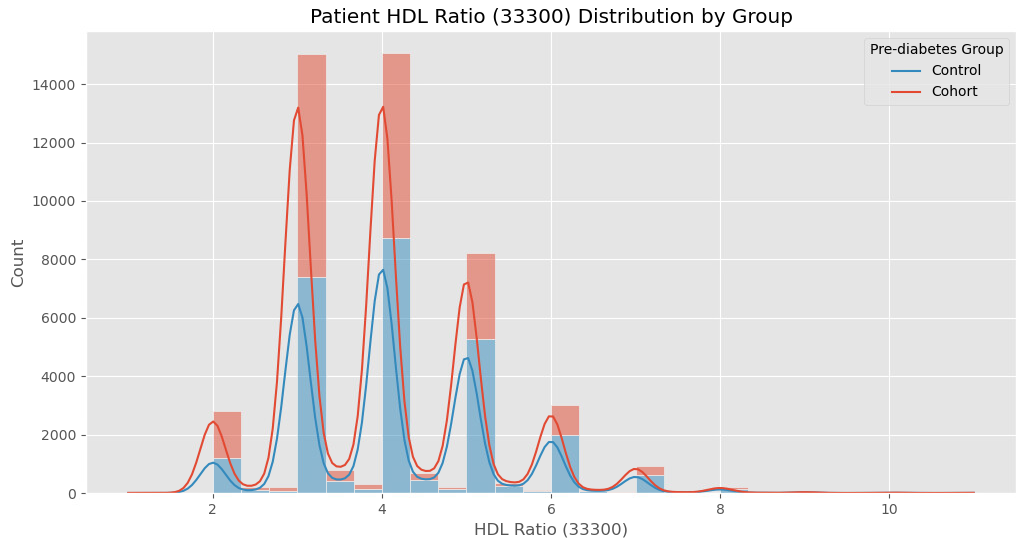 Patient HDL Ratio (33300) Distribution by Group
Pre-diabetes Group
Control
Cohort
Count
14000
12000
10000
8000
6000
4000
2000
0
2
4
6
8
10
HDL Ratio (33300)